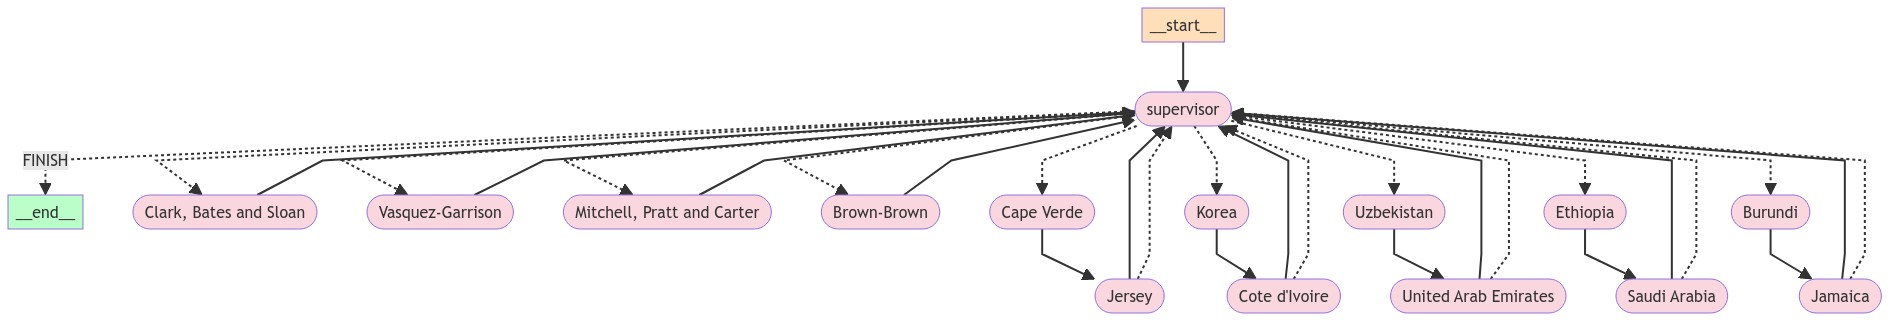 __start__
supervisor
FINISH
__end__
Clark, Bates and Sloan
Vasquez-Garrison
Mitchell, Pratt and Carter
Brown-Brown
Cape Verde
Korea
Uzbekistan
Ethiopia
Burundi
Jersey
Cote d'Ivoire
United Arab Emirates
Saudi Arabia
Jamaica